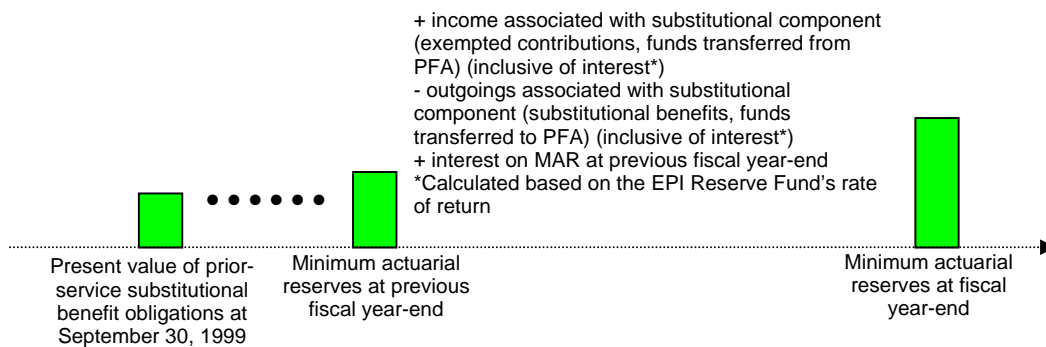 + income associated with substitutional component
(exempted contributions, funds transferred from
PFA) (inclusive of interest*)
- outgoings associated with substitutional
component (substitutional benefits, funds
transferred to PFA) (inclusive of interest*)
+ interest on MAR at previous fiscal year-end
*Calculated based on the EPI Reserve Fund's rate
of return
Present value of prior-
service substitutional
benefit obligations at
September 30, 1999
Minimum actuarial
reserves at previous
fiscal year-end
Minimum actuarial
reserves at fiscal
year-end